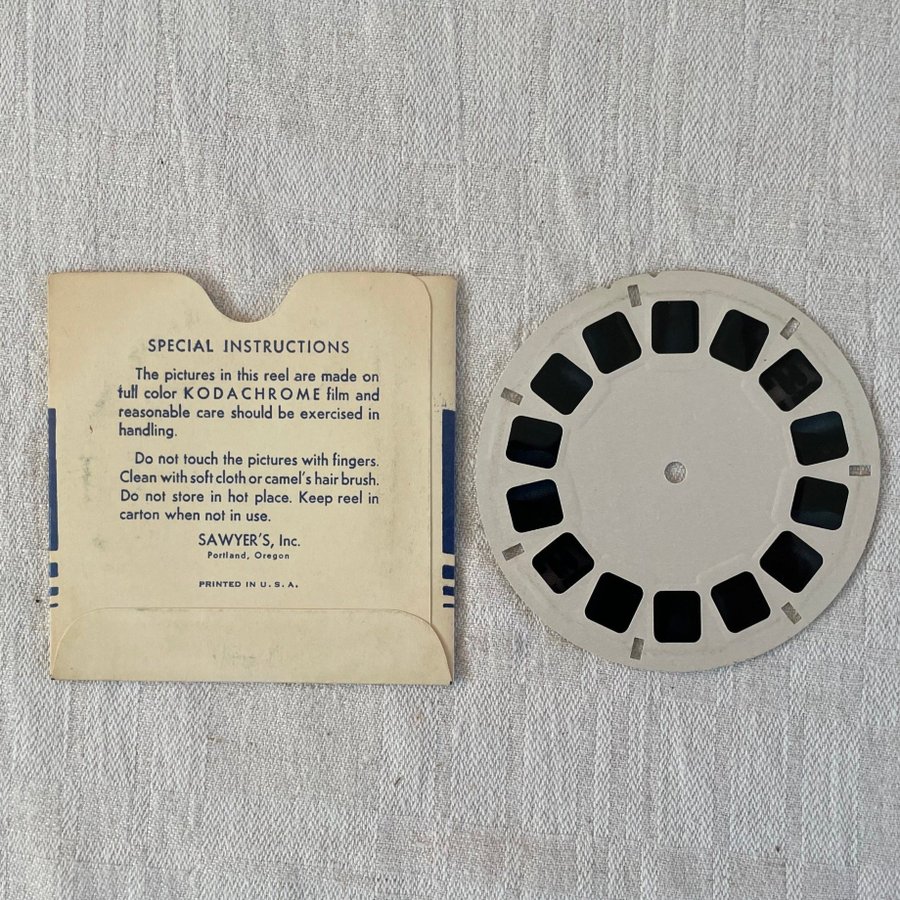 SPECIAL INSTRUCTIONS
The pictures in this reel are made on
full color KODACHROME film and
reasonable care should be exercised in
handling.
Do not touch the pictures with fingers.
Clean with soft cloth or camel's hair brush.
Do not store in hot place. Keep reel in
carton when not in use.
SAWYER'S, Inc.
Portland, Oregon
PRINTED IN U. S. A.